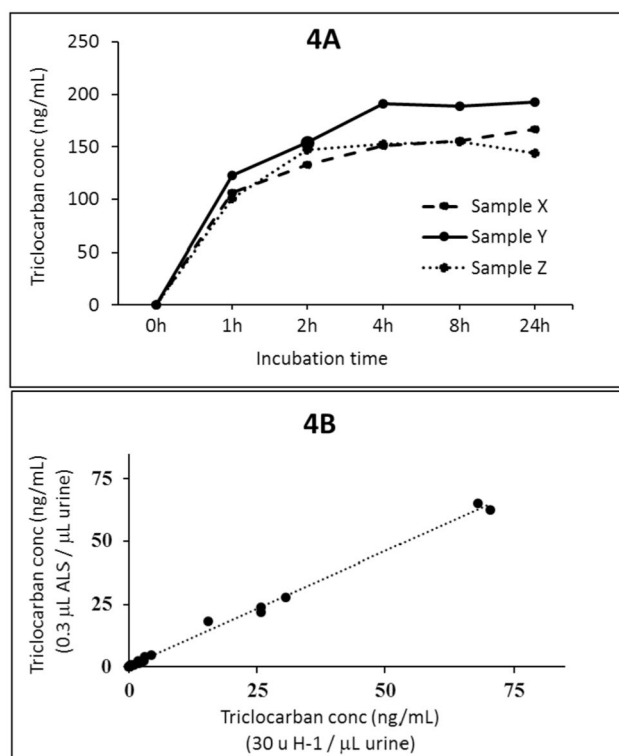 4A
Triclocarban conc (ng/mL)
250
200
150
100
50
0
0h 1h 2h 4h 8h 24h
Incubation time
Sample X
Sample Y
Sample Z
4B
Triclocarban conc (ng/mL)
(0.3 µL ALS / µL urine)
75
50
25
0
0 25 50 75
Triclocarban conc (ng/mL)
(30 u H-1 / µL urine)